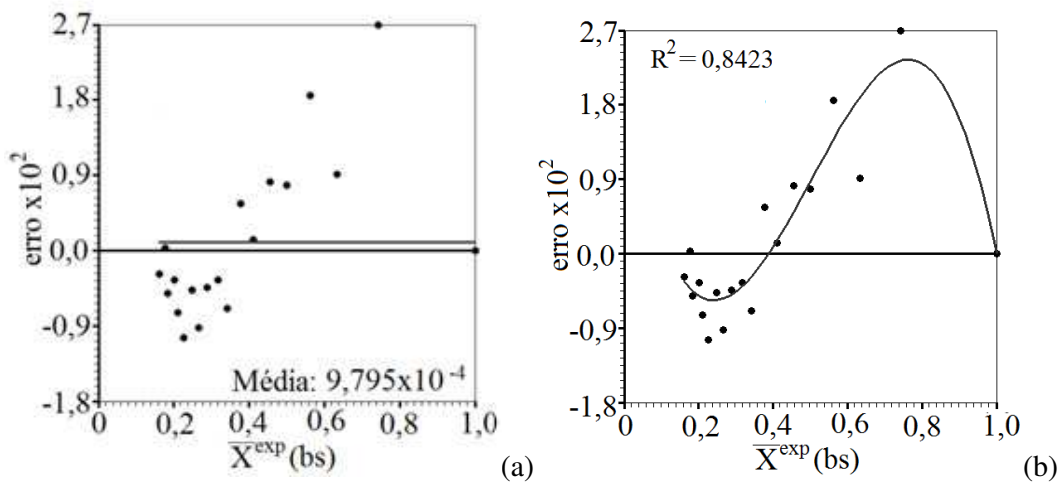 2,7
1,8
0,9
0,0
-0,9
-1,8
erro x10²
Média: 9,795x10⁻⁴
0 0,2 0,4 0,6 0,8 1,0
X̅ᵉˣᵖ (bs)
(a)
2,7
1,8
0,9
0,0
-0,9
-1,8
erro x10²
R² = 0,8423
0 0,2 0,4 0,6 0,8 1,0
X̅ᵉˣᵖ (bs)
(b)